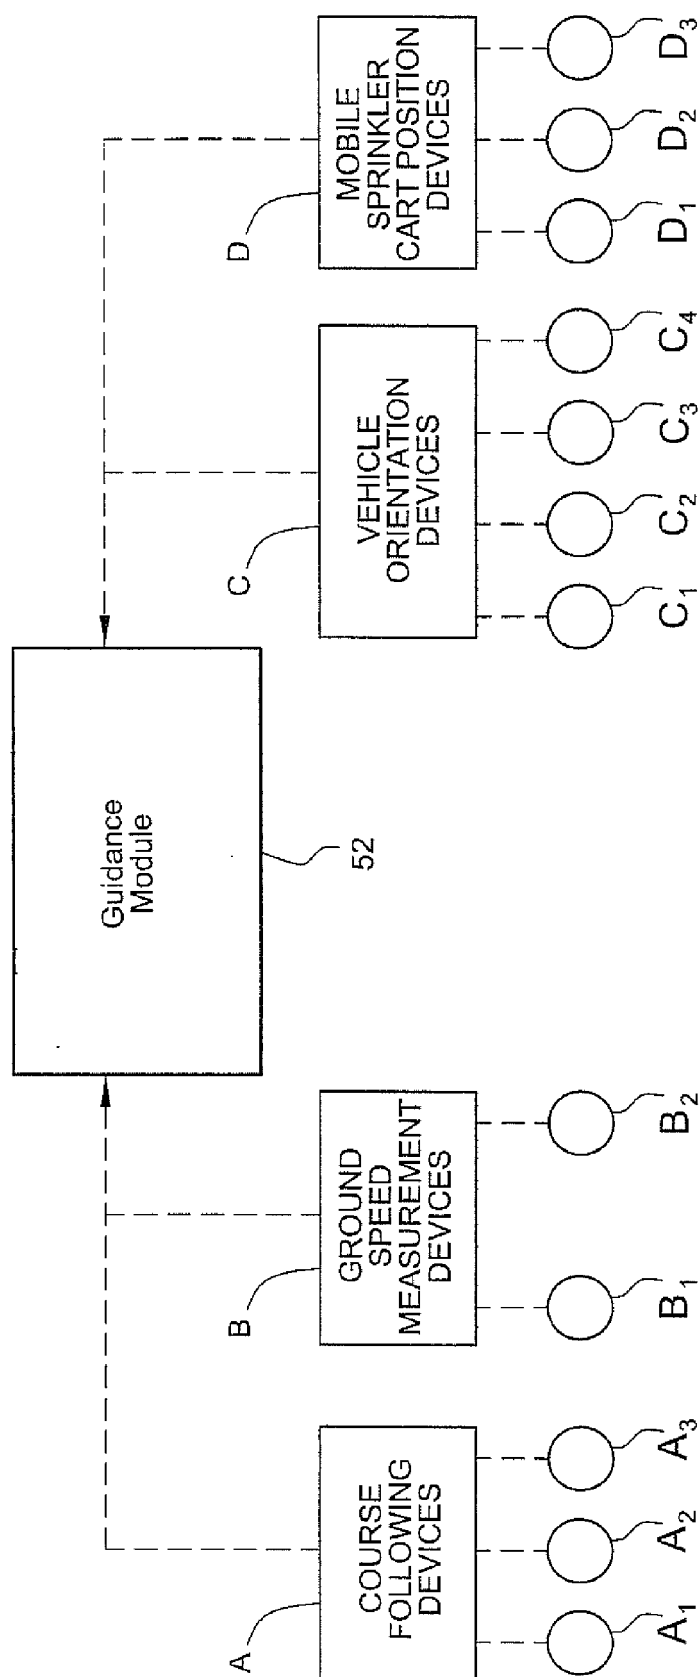 Guidance
Module
52
A
COURSE
FOLLOWING
DEVICES
A1
A2
A3
B
GROUND
SPEED
MEASUREMENT
DEVICES
B1
B2
C
VEHICLE
ORIENTATION
DEVICES
C1
C2
C3
C4
D
MOBILE
SPRINKLER
CART POSITION
DEVICES
D1
D2
D3